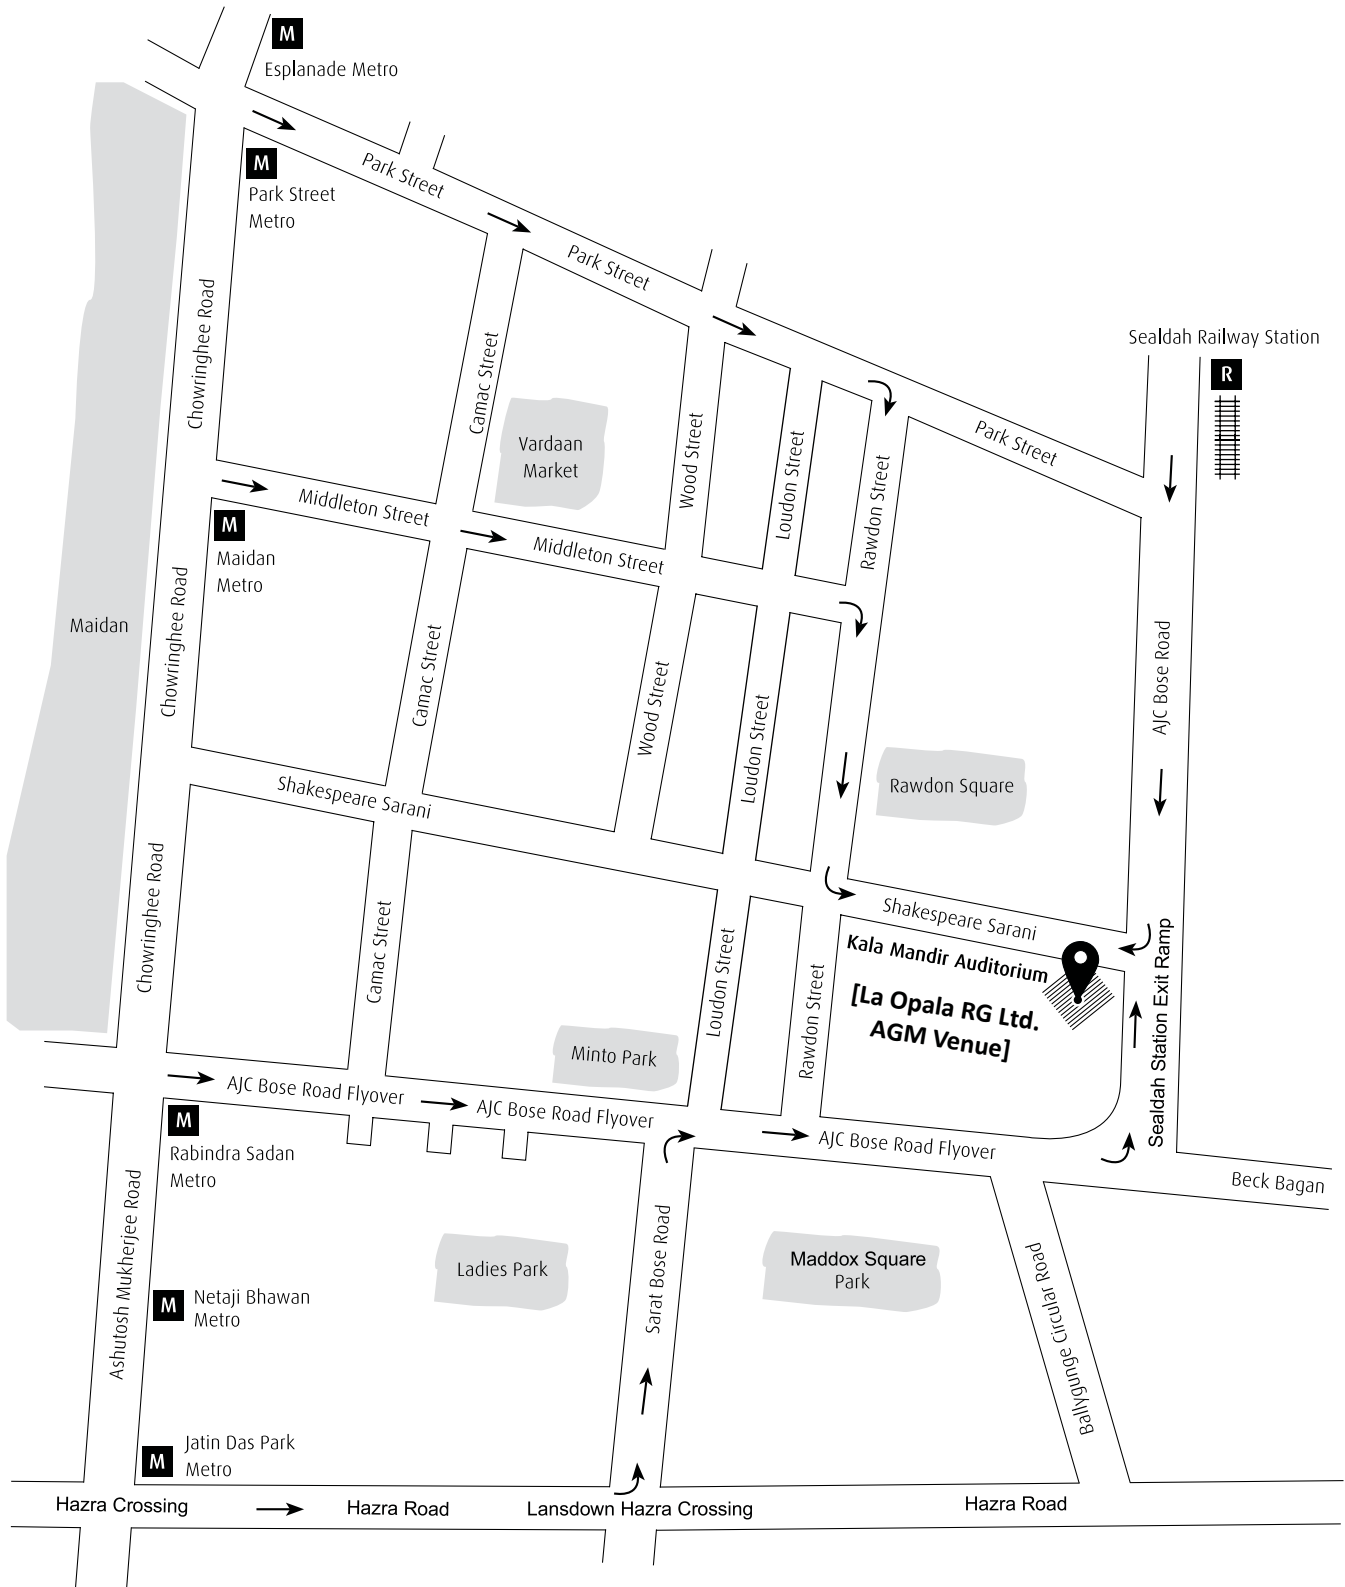 M
Esplanade Metro
M
Park Street
Metro
Park Street
Park Street
Park Street
Sealdah Railway Station
R
Chowringhee Road
Camac Street
Vardaan
Market
Wood Street
Loudon Street
Rawdon Street
Middleton Street
Middleton Street
M
Maidan
Metro
Maidan
Chowringhee Road
Camac Street
Wood Street
Loudon Street
AJC Bose Road
Rawdon Square
Shakespeare Sarani
Chowringhee Road
Camac Street
Loudon Street
Rawdon Street
Shakespeare Sarani
Kala Mandir Auditorium
[La Opala RG Ltd.
AGM Venue]
Sealdah Station Exit Ramp
Minto Park
AJC Bose Road Flyover
AJC Bose Road Flyover
AJC Bose Road Flyover
M
Rabindra Sadan
Metro
Beck Bagan
Ashutosh Mukherjee Road
Ladies Park
Sarat Bose Road
Maddox Square
Park
Ballygunge Circular Road
M
Netaji Bhawan
Metro
M
Jatin Das Park
Metro
Hazra Crossing
Hazra Road
Lansdown Hazra Crossing
Hazra Road